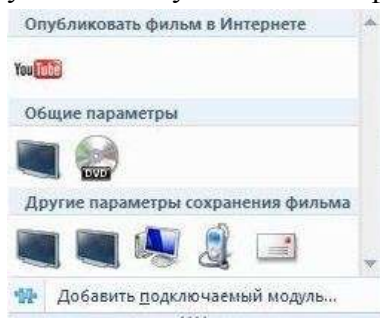 Опубликовать фильм в Интернете
YouTube
Общие параметры
DVD
Другие параметры сохранения фильма
Добавить подключаемый модуль...